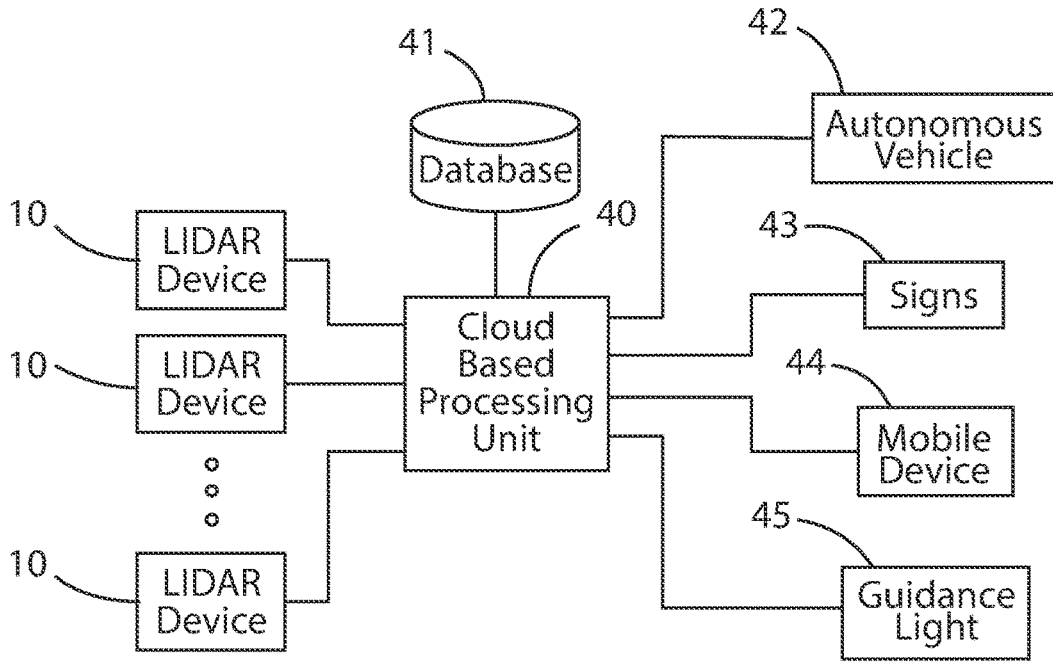 41
Database
42
Autonomous
Vehicle
10
LIDAR
Device
40
Cloud
Based
Processing
Unit
43
Signs
10
LIDAR
Device
44
Mobile
Device
10
LIDAR
Device
45
Guidance
Light